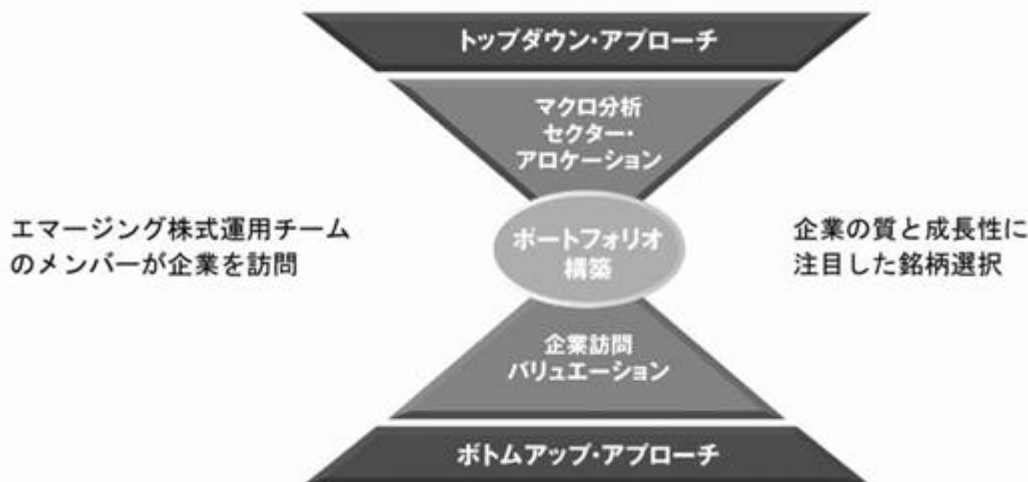 トップダウン・アプローチ
マクロ分析
セクター・
アロケーション
エマージング株式運用チーム
のメンバーが企業を訪問
ポートフォリオ
構築
企業の質と成長性に
注目した銘柄選択
企業訪問
バリュエーション
ボトムアップ・アプローチ